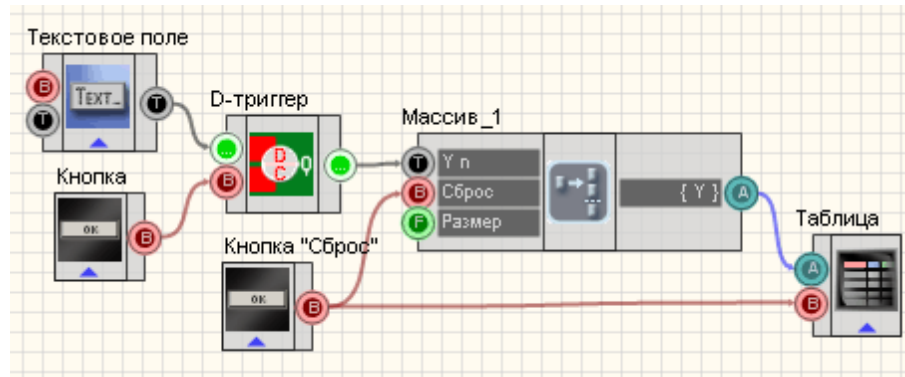 Текстовое поле
В
Т
TEXT_
Т
D-триггер
...
В
D
C
Q
...
Массив_1
Т
Y n
В
Сброс
F
Размер
{ Y }
А
Кнопка
OK
В
Кнопка "Сброс"
OK
В
Таблица
А
В